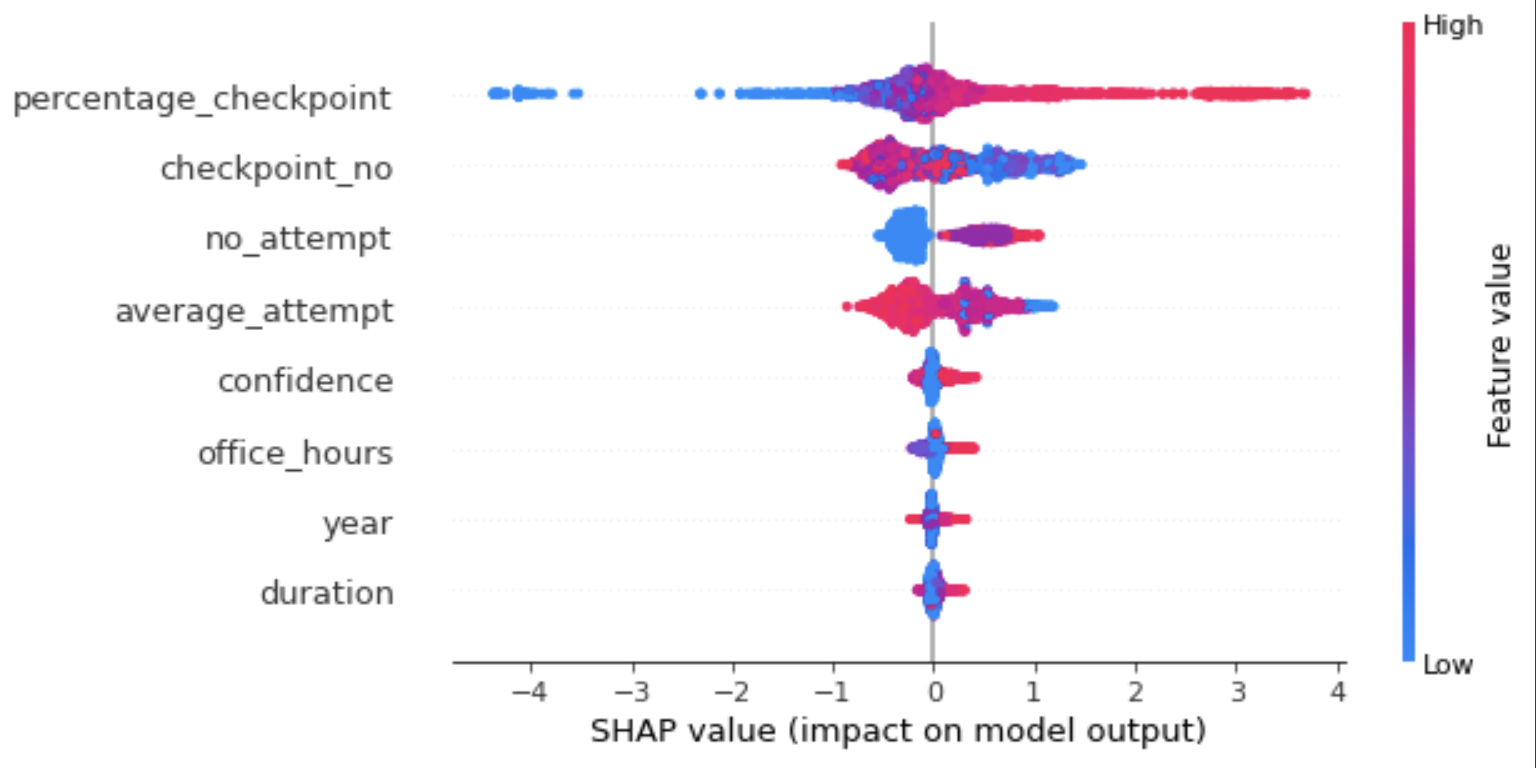 High
percentage_checkpoint
checkpoint_no
no_attempt
average_attempt
confidence
office_hours
year
duration
Feature value
Low
−4 −3 −2 −1 0 1 2 3 4
SHAP value (impact on model output)